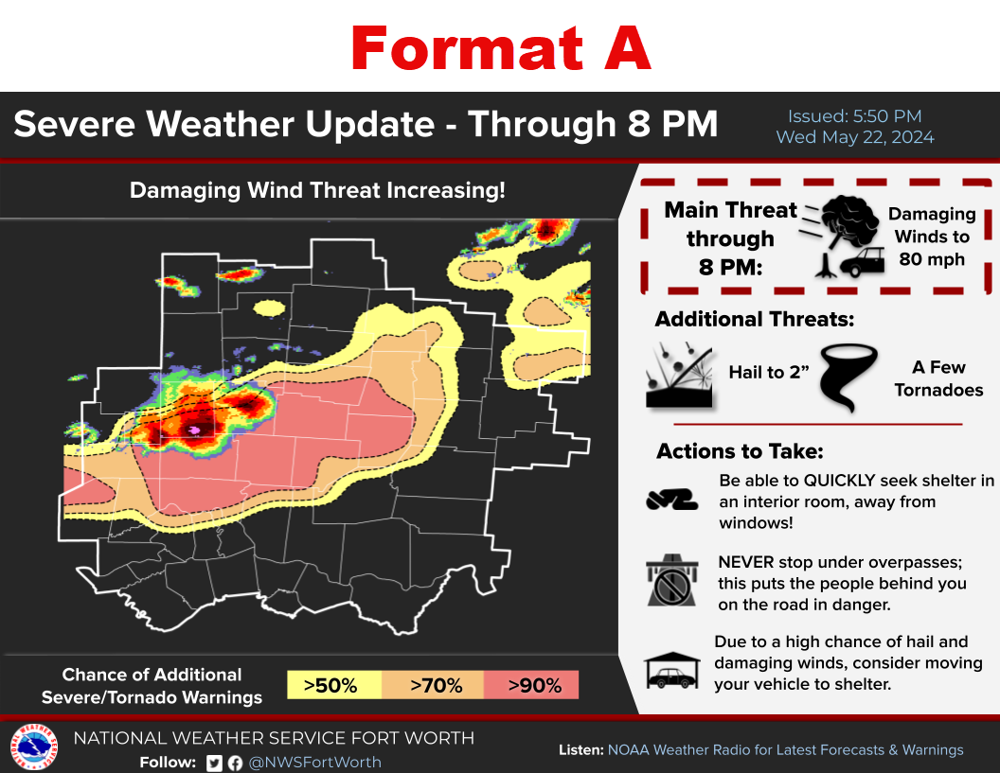 Format A
Severe Weather Update - Through 8 PM
Issued: 5:50 PM
Wed May 22, 2024
Damaging Wind Threat Increasing!
Main Threat
through
8 PM:
Damaging
Winds to
80 mph
Additional Threats:
Hail to 2”
A Few
Tornadoes
Actions to Take:
Be able to QUICKLY seek shelter in
an interior room, away from
windows!
NEVER stop under overpasses;
this puts the people behind you
on the road in danger.
Due to a high chance of hail and
damaging winds, consider moving
your vehicle to shelter.
Chance of Additional
Severe/Tornado Warnings
>50%
>70%
>90%
NATIONAL WEATHER SERVICE
NATIONAL WEATHER SERVICE FORT WORTH
Follow: @NWSFortWorth
Listen: NOAA Weather Radio for Latest Forecasts & Warnings